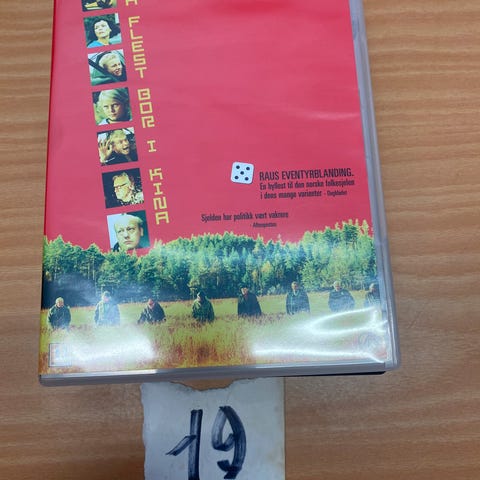 FLEST BOR I KINA
RAUS EVENTYRBLANDING.
En hyllest til den norske folkesjelen
i dens mange varianter - Dagbladet
Sjelden har politikk vært vakrere
- Aftenposten
19